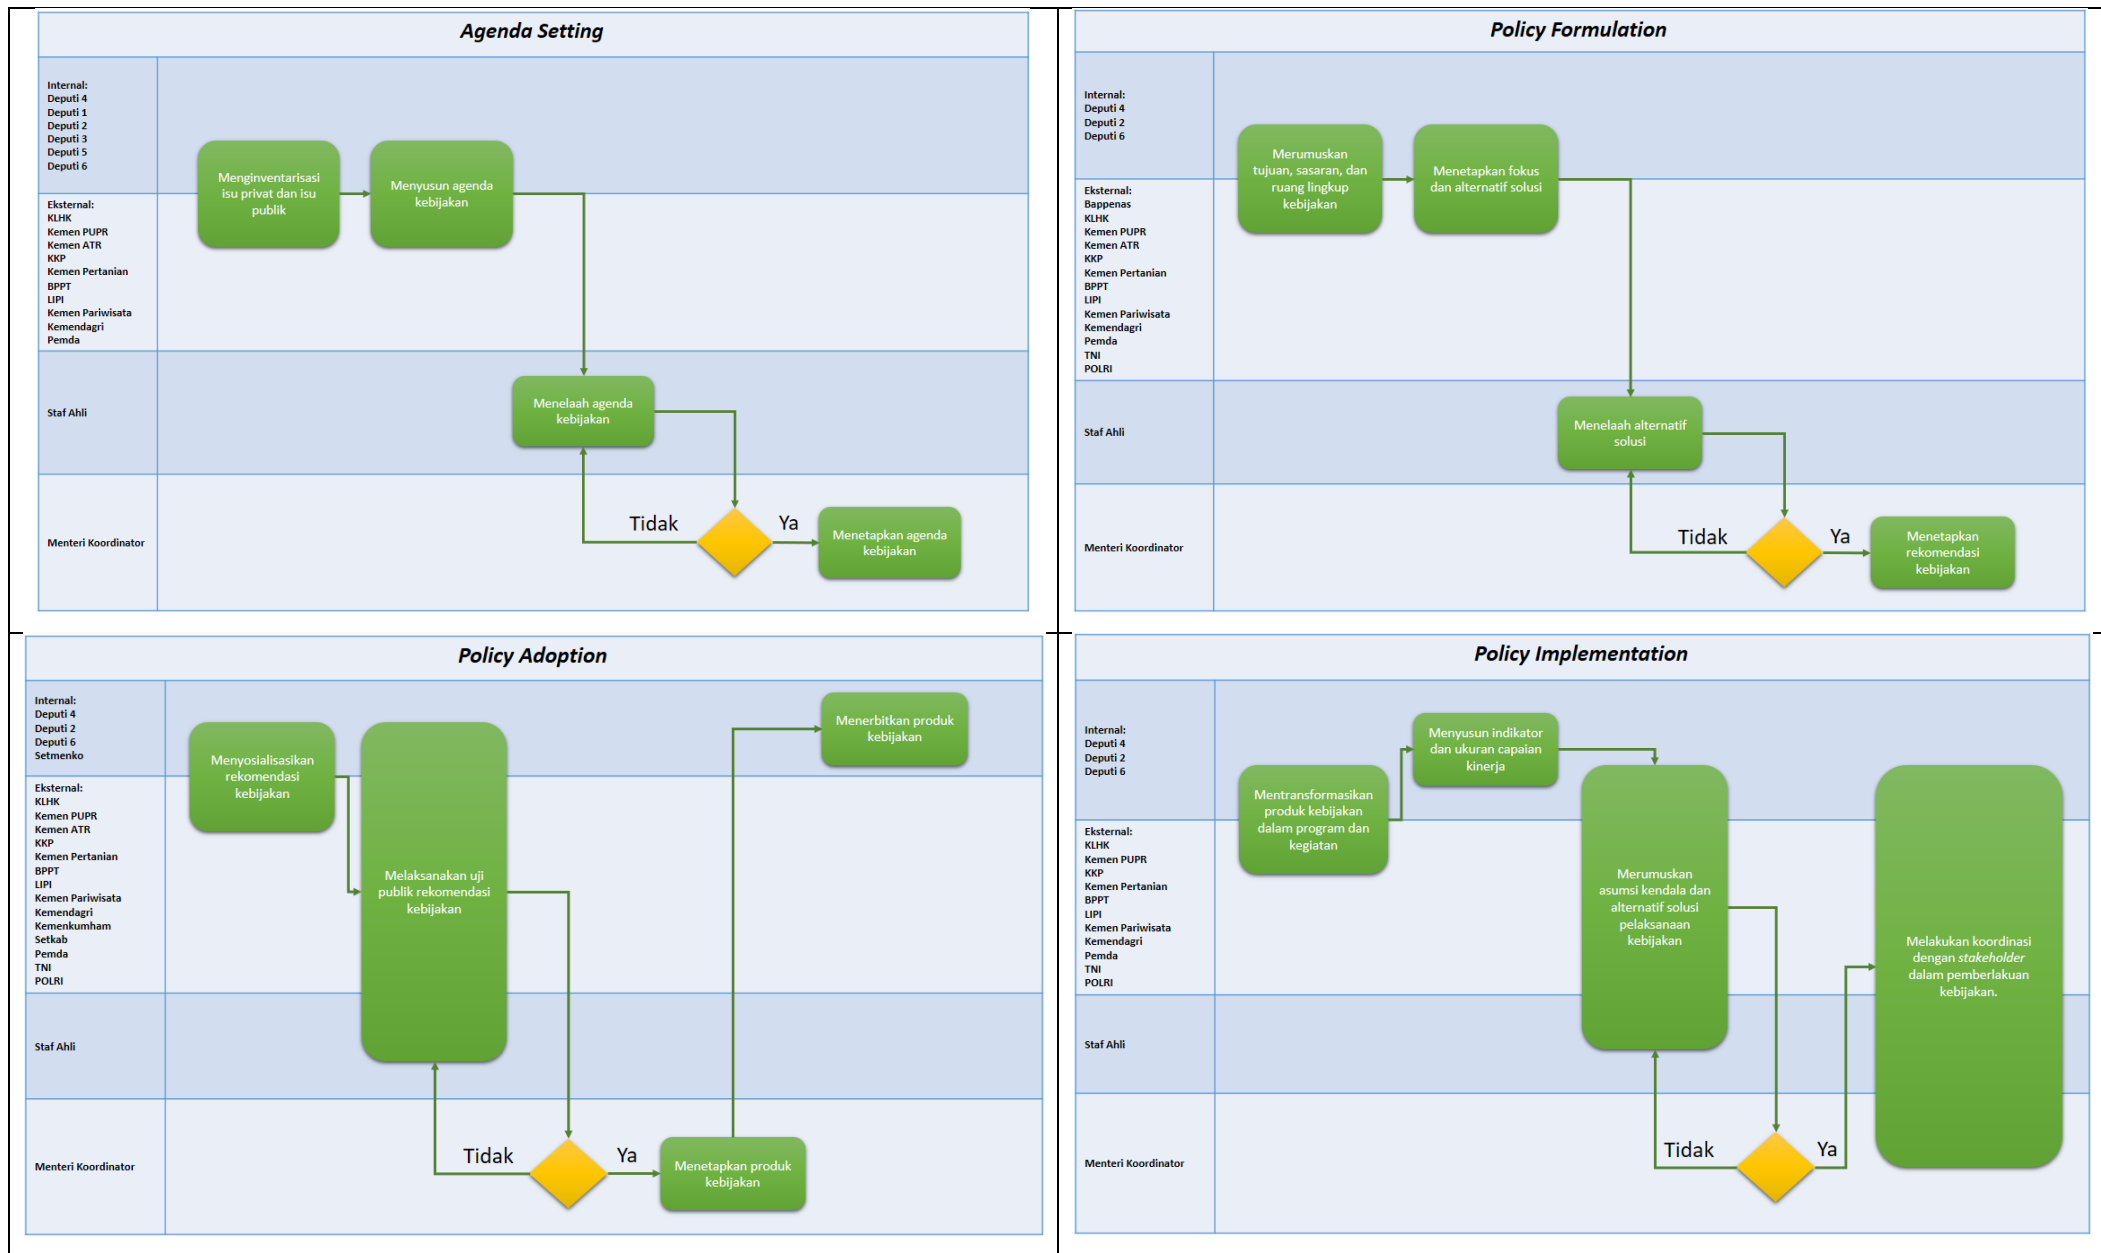 Agenda Setting
Internal:
Deputi 4
Deputi 1
Deputi 2
Deputi 3
Deputi 5
Deputi 6
Menginventarisasi
isu privat dan isu
publik
Menyusun agenda
kebijakan
Eksternal:
KLHK
Kemen PUPR
Kemen ATR
KKP
Kemen Pertanian
BPPT
LIPI
Kemen Pariwisata
Kemendagri
Pemda
Staf Ahli
Menelaah agenda
kebijakan
Menteri Koordinator
Tidak
Ya
Menetapkan agenda
kebijakan
Policy Formulation
Internal:
Deputi 4
Deputi 2
Deputi 6
Merumuskan
tujuan, sasaran, dan
ruang lingkup
kebijakan
Menetapkan fokus
dan alternatif solusi
Eksternal:
Bappenas
KLHK
Kemen PUPR
Kemen ATR
KKP
Kemen Pertanian
BPPT
LIPI
Kemen Pariwisata
Kemendagri
Pemda
TNI
POLRI
Staf Ahli
Menelaah alternatif
solusi
Menteri Koordinator
Tidak
Ya
Menetapkan
rekomendasi
kebijakan
Policy Adoption
Internal:
Deputi 4
Deputi 2
Deputi 6
Setmenko
Menyosialisasikan
rekomendasi
kebijakan
Melaksanakan uji
publik rekomendasi
kebijakan
Menerbitkan produk
kebijakan
Eksternal:
KLHK
Kemen PUPR
Kemen ATR
KKP
Kemen Pertanian
BPPT
LIPI
Kemen Pariwisata
Kemendagri
Kemenkumham
Setkab
Pemda
TNI
POLRI
Staf Ahli
Menteri Koordinator
Tidak
Ya
Menetapkan produk
kebijakan
Policy Implementation
Internal:
Deputi 4
Deputi 2
Deputi 6
Mentransformasikan
produk kebijakan
dalam program dan
kegiatan
Menyusun indikator
dan ukuran capaian
kinerja
Merumuskan
asumsi kendala dan
alternatif solusi
pelaksanaan
kebijakan
Melakukan koordinasi
dengan stakeholder
dalam pemberlakuan
kebijakan.
Eksternal:
KLHK
Kemen PUPR
KKP
Kemen Pertanian
BPPT
LIPI
Kemen Pariwisata
Kemendagri
Pemda
TNI
POLRI
Staf Ahli
Menteri Koordinator
Tidak
Ya